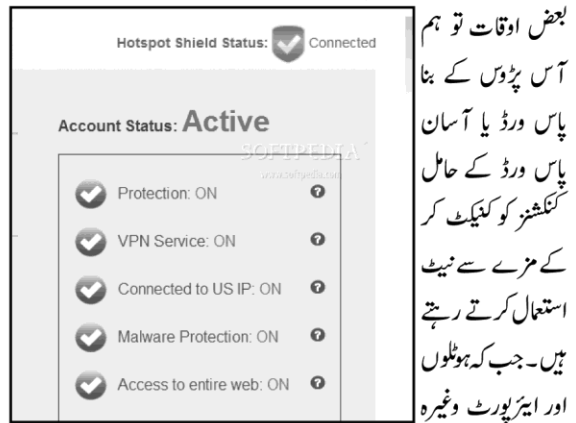 بعض اوقات تو ہم
آس پڑوس کے بنا
پاس ورڈ یا آسان
پاس ورڈ کے حامل
کنکشنز کو کنیکٹ کر
کے مزے سے نیٹ
استعمال کرتے رہتے
ہیں۔ جب کہ ہوٹلوں
اور ایئرپورٹ وغیرہ
Hotspot Shield Status: Connected
Account Status: Active
SOFTPEDIA
www.softpedia.com
Protection: ON
VPN Service: ON
Connected to US IP: ON
Malware Protection: ON
Access to entire web: ON